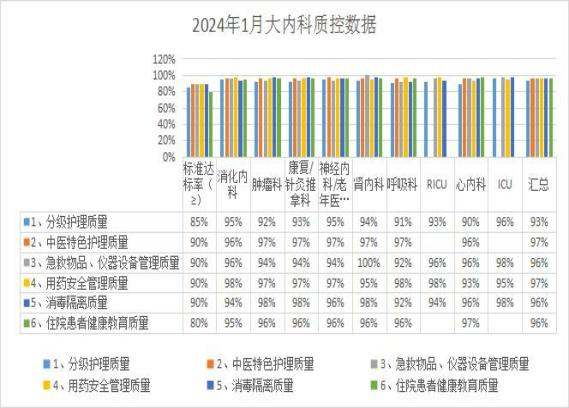 2024年1月大内科质控数据
120%
100%
80%
60%
40%
20%
0%
标准达标率（≥） 消化内科 肿瘤科 康复/针灸推拿科 神经内科/老年医… 肾内科 呼吸科 RICU 心内科 ICU 汇总
1、分级护理质量 85% 95% 92% 93% 95% 94% 91% 93% 90% 96% 93%
2、中医特色护理质量 90% 96% 97% 97% 97% 97% 97% 96% 97%
3、急救物品、仪器设备管理质量 90% 96% 94% 94% 94% 100% 92% 96% 96% 98% 96%
4、用药安全管理质量 90% 98% 97% 97% 97% 95% 98% 98% 93% 95% 97%
5、消毒隔离质量 90% 94% 98% 98% 96% 98% 92% 94% 96% 98% 96%
6、住院患者健康教育质量 80% 95% 96% 96% 96% 96% 96% 97% 96%
1、分级护理质量 2、中医特色护理质量 3、急救物品、仪器设备管理质量
4、用药安全管理质量 5、消毒隔离质量 6、住院患者健康教育质量